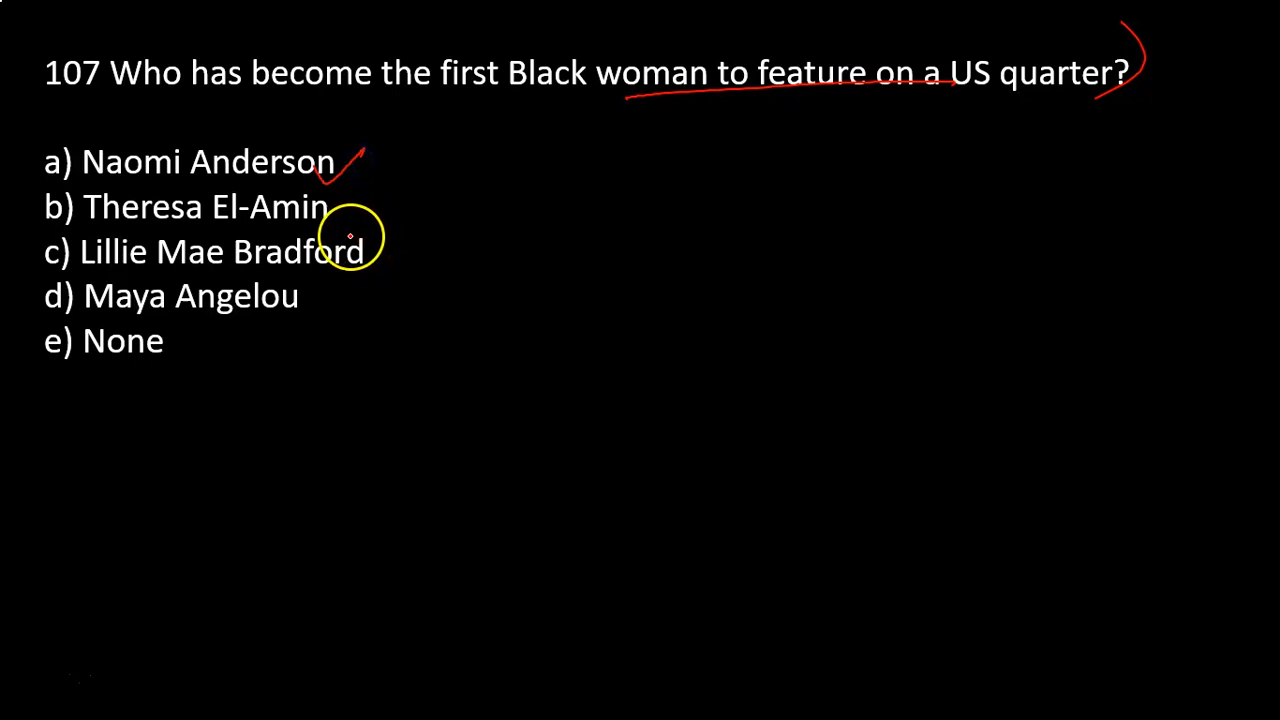 107 Who has become the first Black woman to feature on a US quarter?
a) Naomi Anderson
b) Theresa El-Amin
c) Lillie Mae Bradford
d) Maya Angelou
e) None